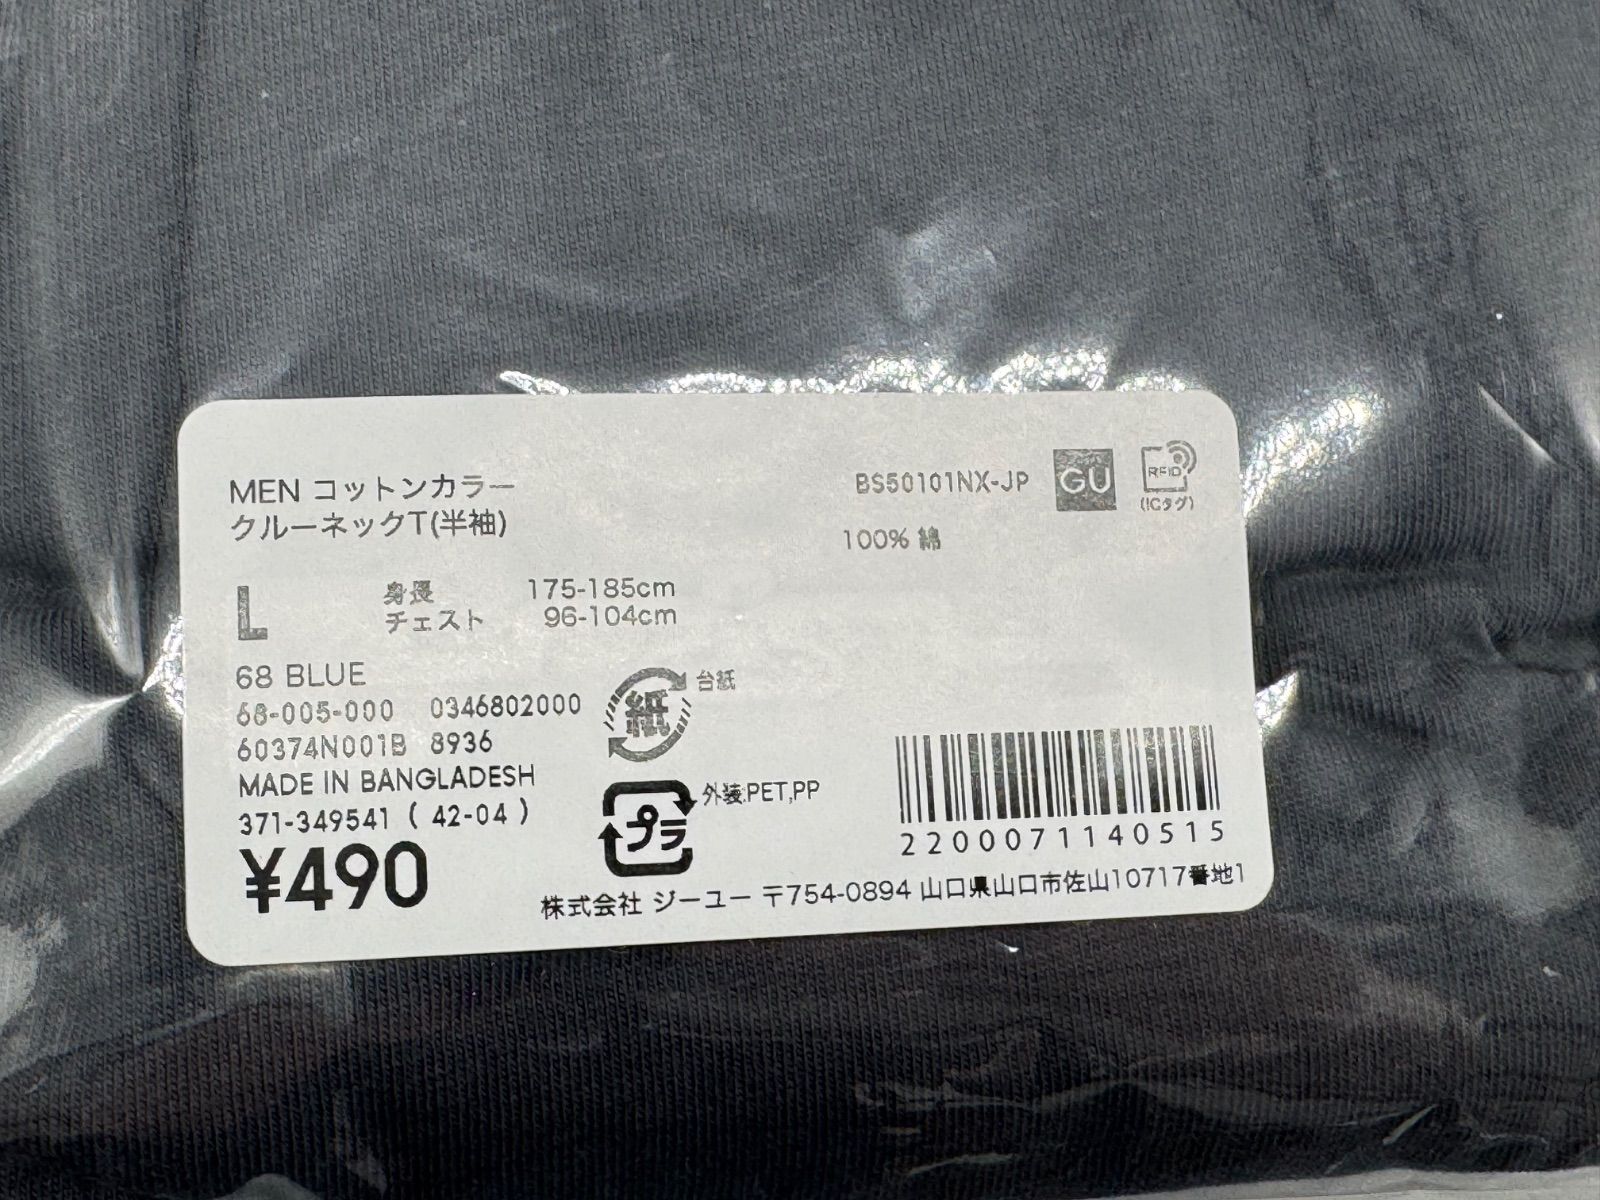 MEN コットンカラー
クルーネックT(半袖)
BS50101NX-JP
GU
RFID
(ICタグ)
100% 綿
L
身長 175-185cm
チェスト 96-104cm
68 BLUE
68-005-000 0346802000
60374N001B 8936
MADE IN BANGLADESH
371-349541 ( 42-04 )
¥490
紙
台紙
プラ
外装:PET,PP
2200071140515
株式会社 ジーユー 〒754-0894 山口県山口市佐山10717番地1